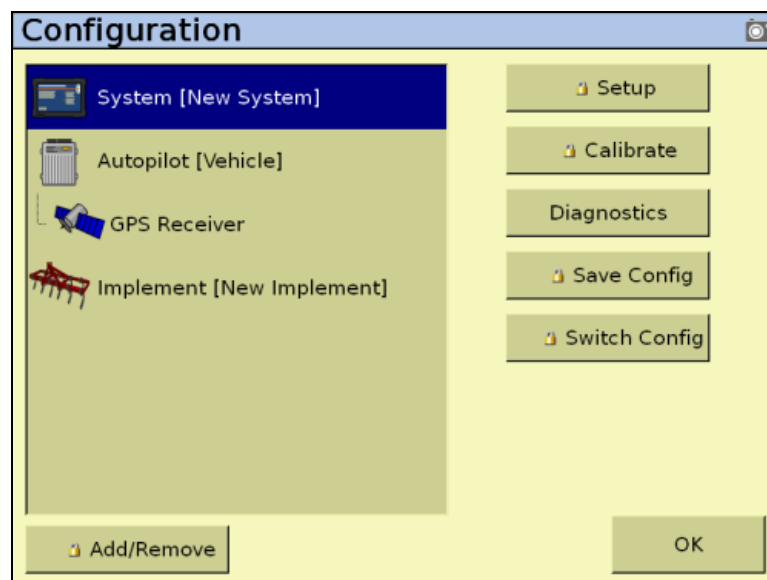 Configuration
System [New System]
Autopilot [Vehicle]
GPS Receiver
Implement [New Implement]
Setup
Calibrate
Diagnostics
Save Config
Switch Config
Add/Remove
OK